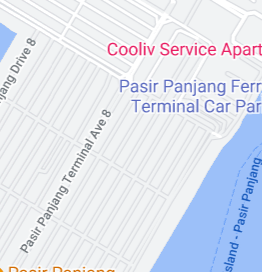 njang Drive 8
Cooliv Service Apart
Pasir Panjang Ferr
Terminal Car Par
Pasir Panjang Terminal Ave 8
sland - Pasir Panjang
Pasir Panjang